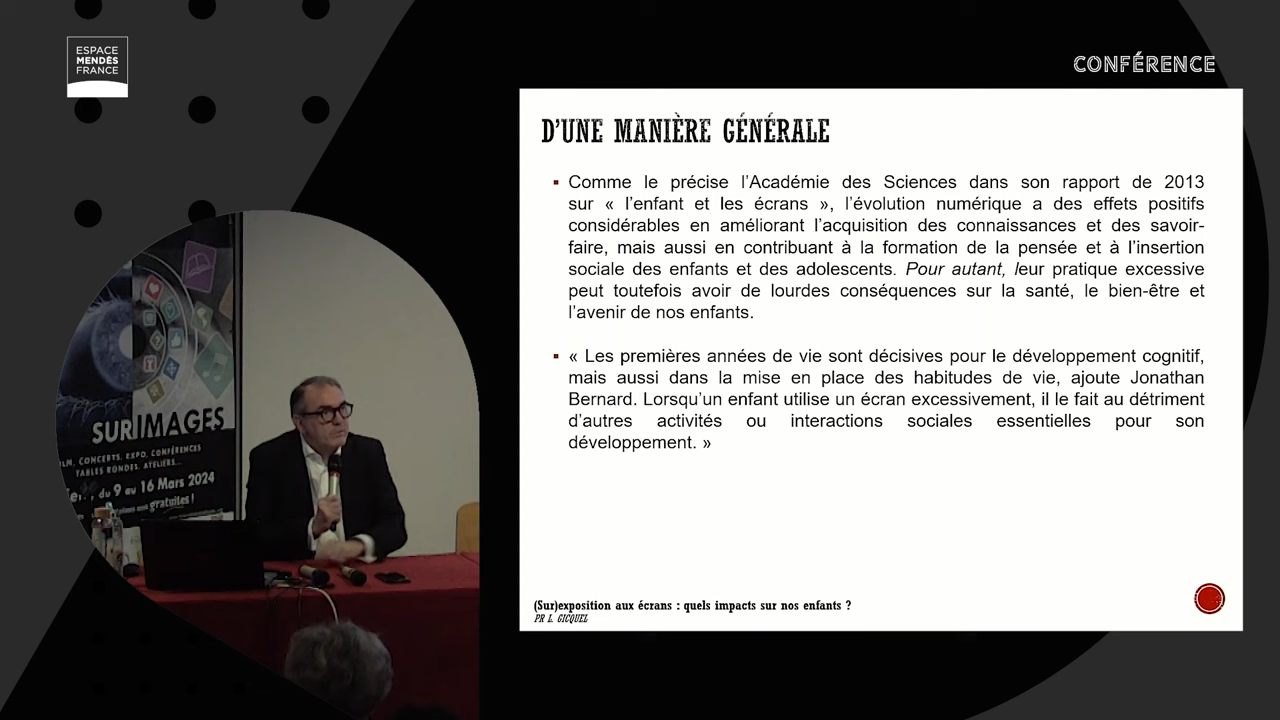 ESPACE
MENDÈS
FRANCE
CONFÉRENCE
D'UNE MANIÈRE GÉNÉRALE
Comme le précise l'Académie des Sciences dans son rapport de 2013
sur « l'enfant et les écrans », l'évolution numérique a des effets positifs
considérables en améliorant l'acquisition des connaissances et des savoir-
faire, mais aussi en contribuant à la formation de la pensée et à l'insertion
sociale des enfants et des adolescents. Pour autant, leur pratique excessive
peut toutefois avoir de lourdes conséquences sur la santé, le bien-être et
l'avenir de nos enfants.
« Les premières années de vie sont décisives pour le développement cognitif,
mais aussi dans la mise en place des habitudes de vie, ajoute Jonathan
Bernard. Lorsqu'un enfant utilise un écran excessivement, il le fait au détriment
d'autres activités ou interactions sociales essentielles pour son
développement. »
(Sur)exposition aux écrans : quels impacts sur nos enfants ?
PR L. GICQUEL
SUR IMAGES
CONCERTS, EXPO, CONFÉRENCES
TABLES RONDES, ATELIERS...
du 9 au 16 Mars 2024
gratuites !